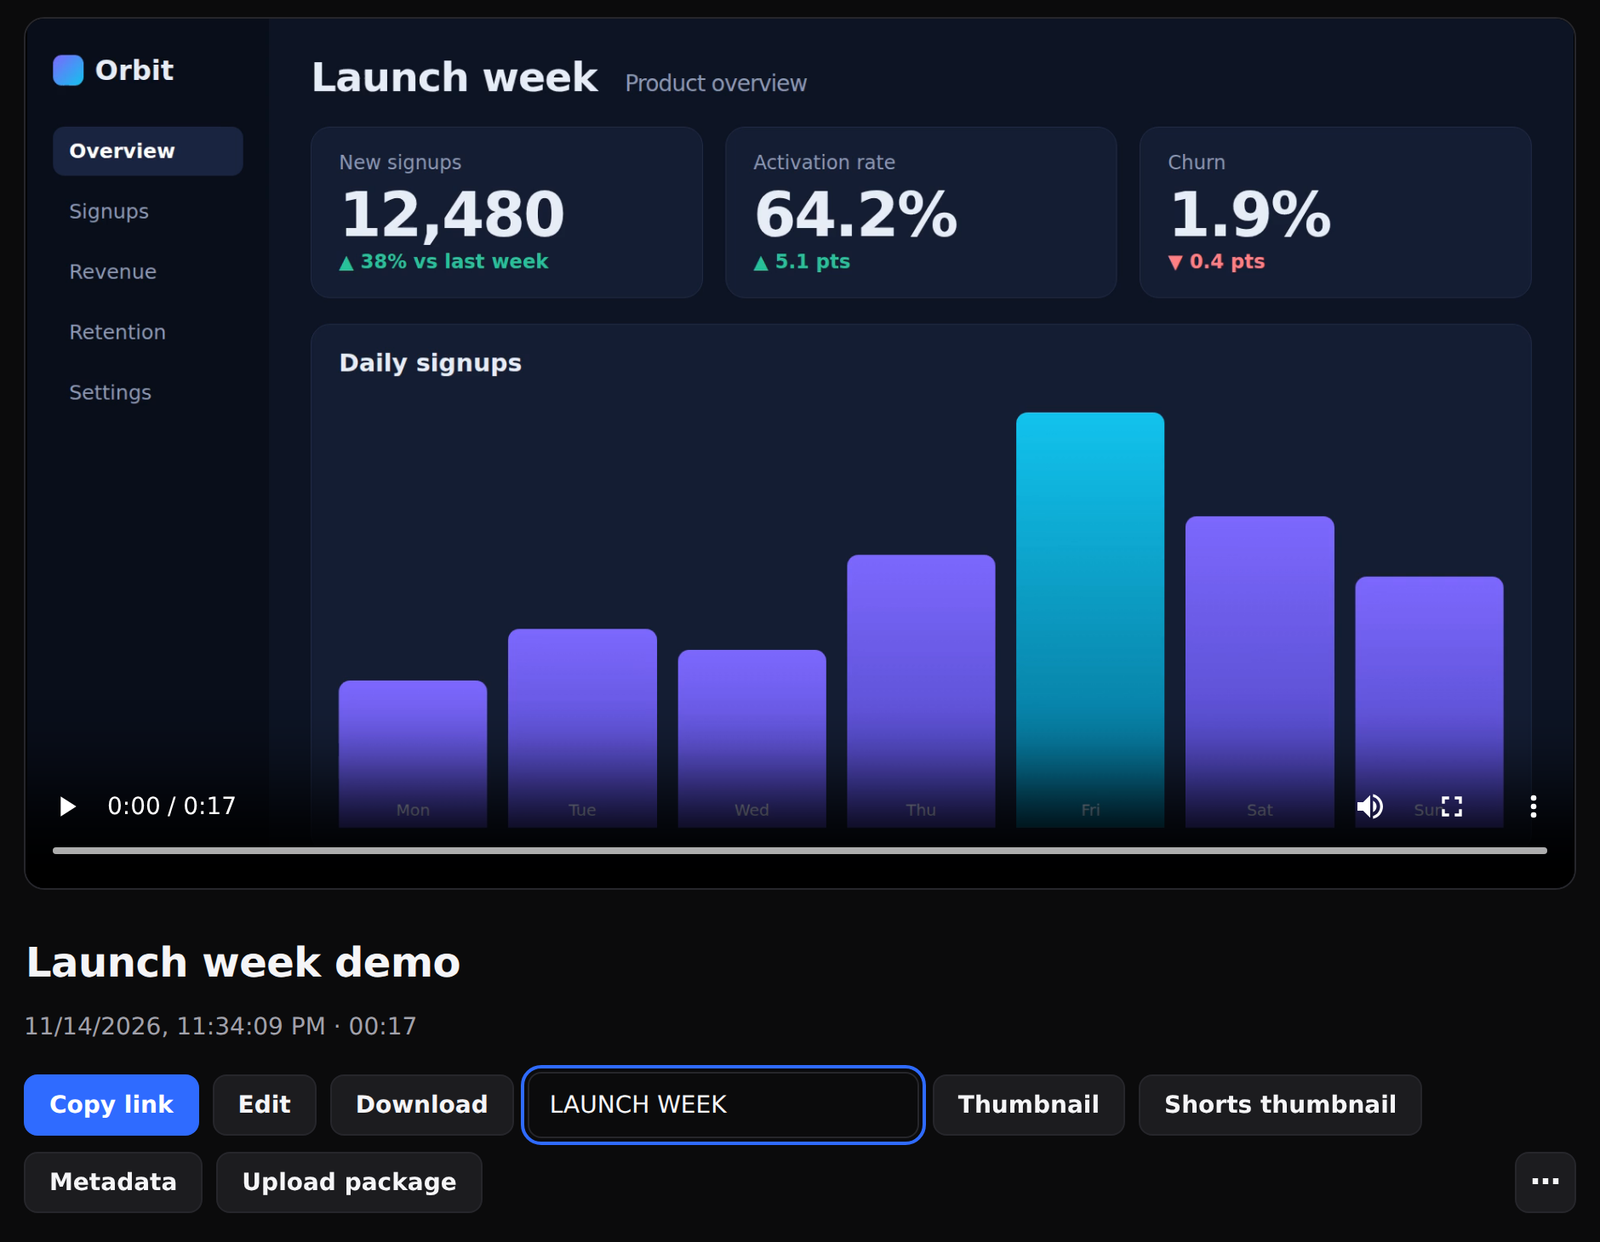 Orbit
Overview
Signups
Revenue
Retention
Settings
Launch week Product overview
New signups
12,480
▲ 38% vs last week
Activation rate
64.2%
▲ 5.1 pts
Churn
1.9%
▼ 0.4 pts
Daily signups
Mon Tue Wed Thu Fri Sat Sun
0:00 / 0:17
Launch week demo
11/14/2026, 11:34:09 PM · 00:17
Copy link Edit Download LAUNCH WEEK Thumbnail Shorts thumbnail
Metadata Upload package ...